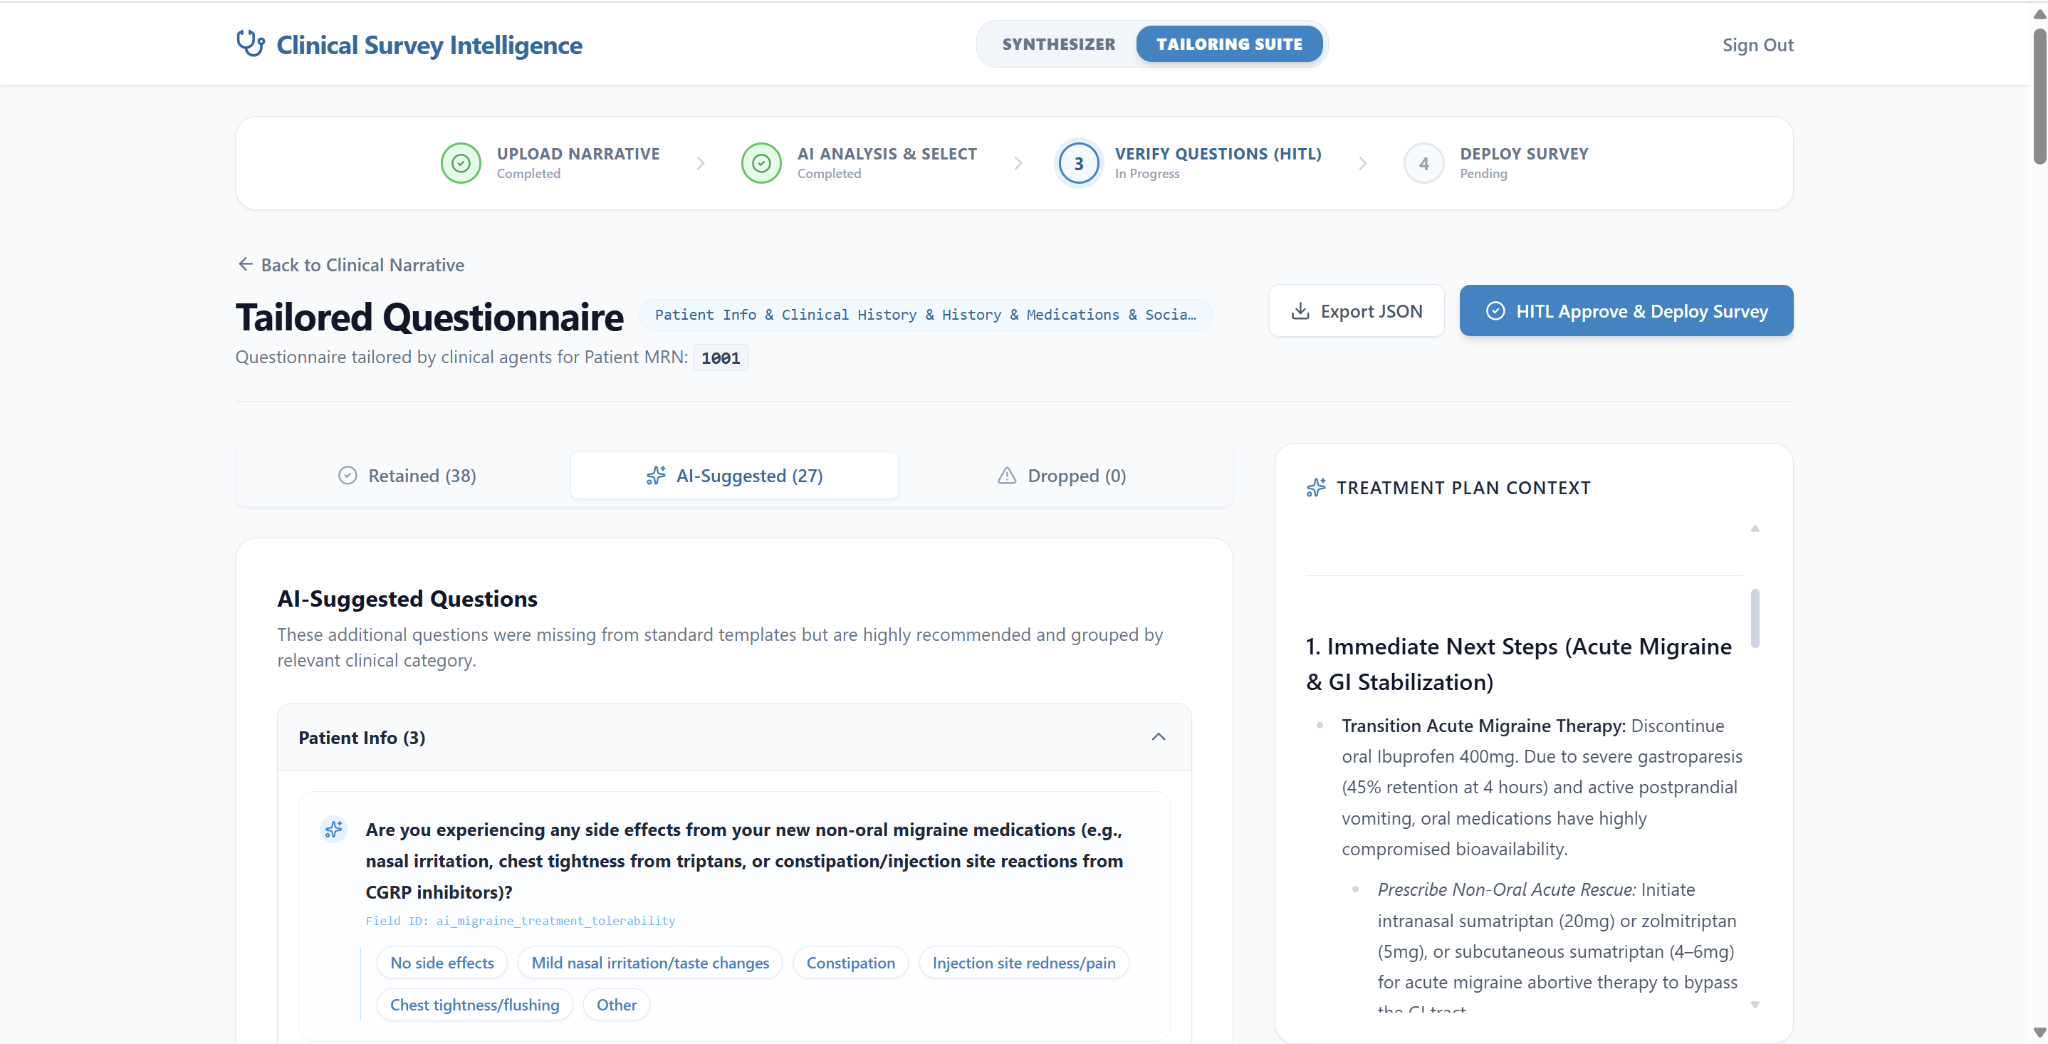 Clinical Survey Intelligence
SYNTHESIZER
TAILORING SUITE
Sign Out
UPLOAD NARRATIVE
Completed
AI ANALYSIS & SELECT
Completed
3
VERIFY QUESTIONS (HITL)
In Progress
4
DEPLOY SURVEY
Pending
Back to Clinical Narrative
Tailored Questionnaire
Patient Info & Clinical History & History & Medications & Socia…
Questionnaire tailored by clinical agents for Patient MRN: 1001
Export JSON
HITL Approve & Deploy Survey
Retained (38)
AI-Suggested (27)
Dropped (0)
AI-Suggested Questions
These additional questions were missing from standard templates but are highly recommended and grouped by
relevant clinical category.
Patient Info (3)
Are you experiencing any side effects from your new non-oral migraine medications (e.g.,
nasal irritation, chest tightness from triptans, or constipation/injection site reactions from
CGRP inhibitors)?
Field ID: ai_migraine_treatment_tolerability
No side effects
Mild nasal irritation/taste changes
Constipation
Injection site redness/pain
Chest tightness/flushing
Other
TREATMENT PLAN CONTEXT
1. Immediate Next Steps (Acute Migraine
& GI Stabilization)
Transition Acute Migraine Therapy: Discontinue
oral Ibuprofen 400mg. Due to severe gastroparesis
(45% retention at 4 hours) and active postprandial
vomiting, oral medications have highly
compromised bioavailability.
Prescribe Non-Oral Acute Rescue: Initiate
intranasal sumatriptan (20mg) or zolmitriptan
(5mg), or subcutaneous sumatriptan (4–6mg)
for acute migraine abortive therapy to bypass
the GI tract.